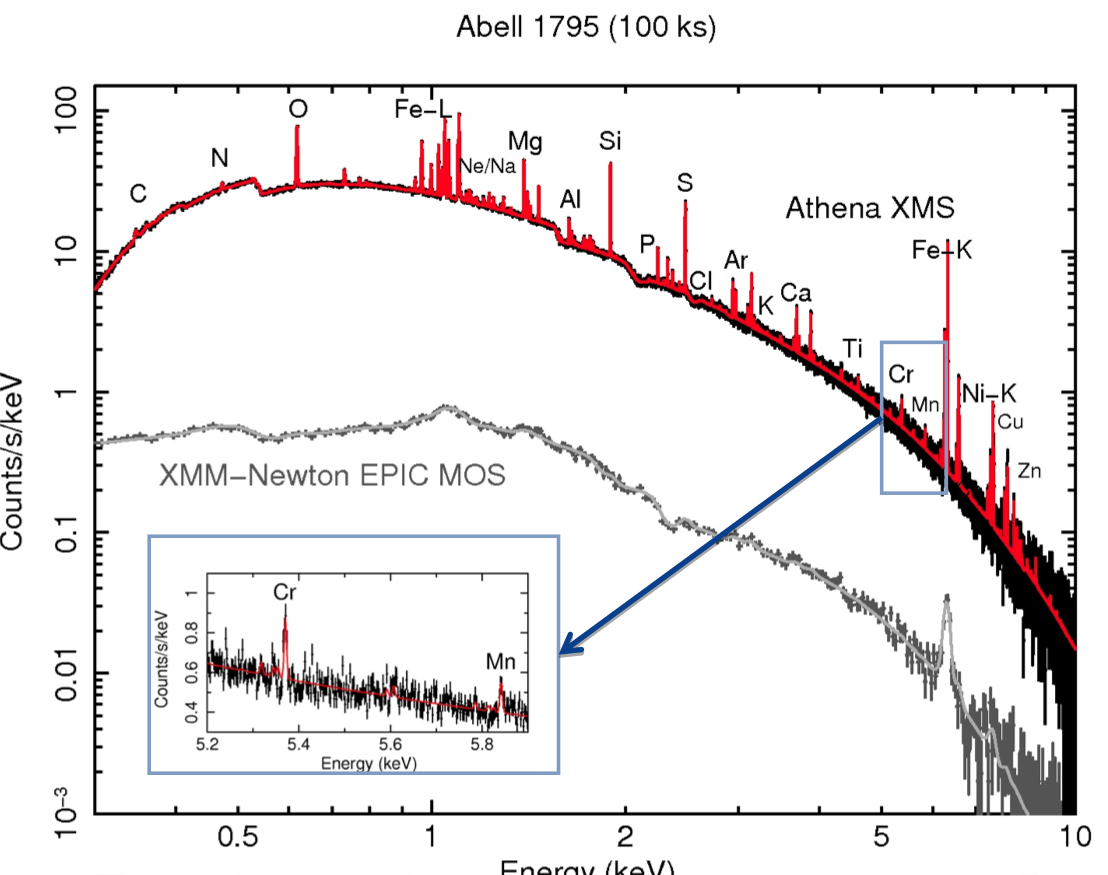 Abell 1795 (100 ks)
Counts/s/keV
100
10
1
0.1
0.01
10−3
C
N
O
Fe−L
Ne/Na
Mg
Al
Si
P
S
Cl
Ar
K
Ca
Ti
Cr
Mn
Fe−K
Ni−K
Cu
Zn
Athena XMS
XMM−Newton EPIC MOS
Counts/s/keV
1
0.8
0.6
0.4
Cr
Mn
5.2 5.4 5.6 5.8
Energy (keV)
0.5 1 2 5 10
Energy (keV)